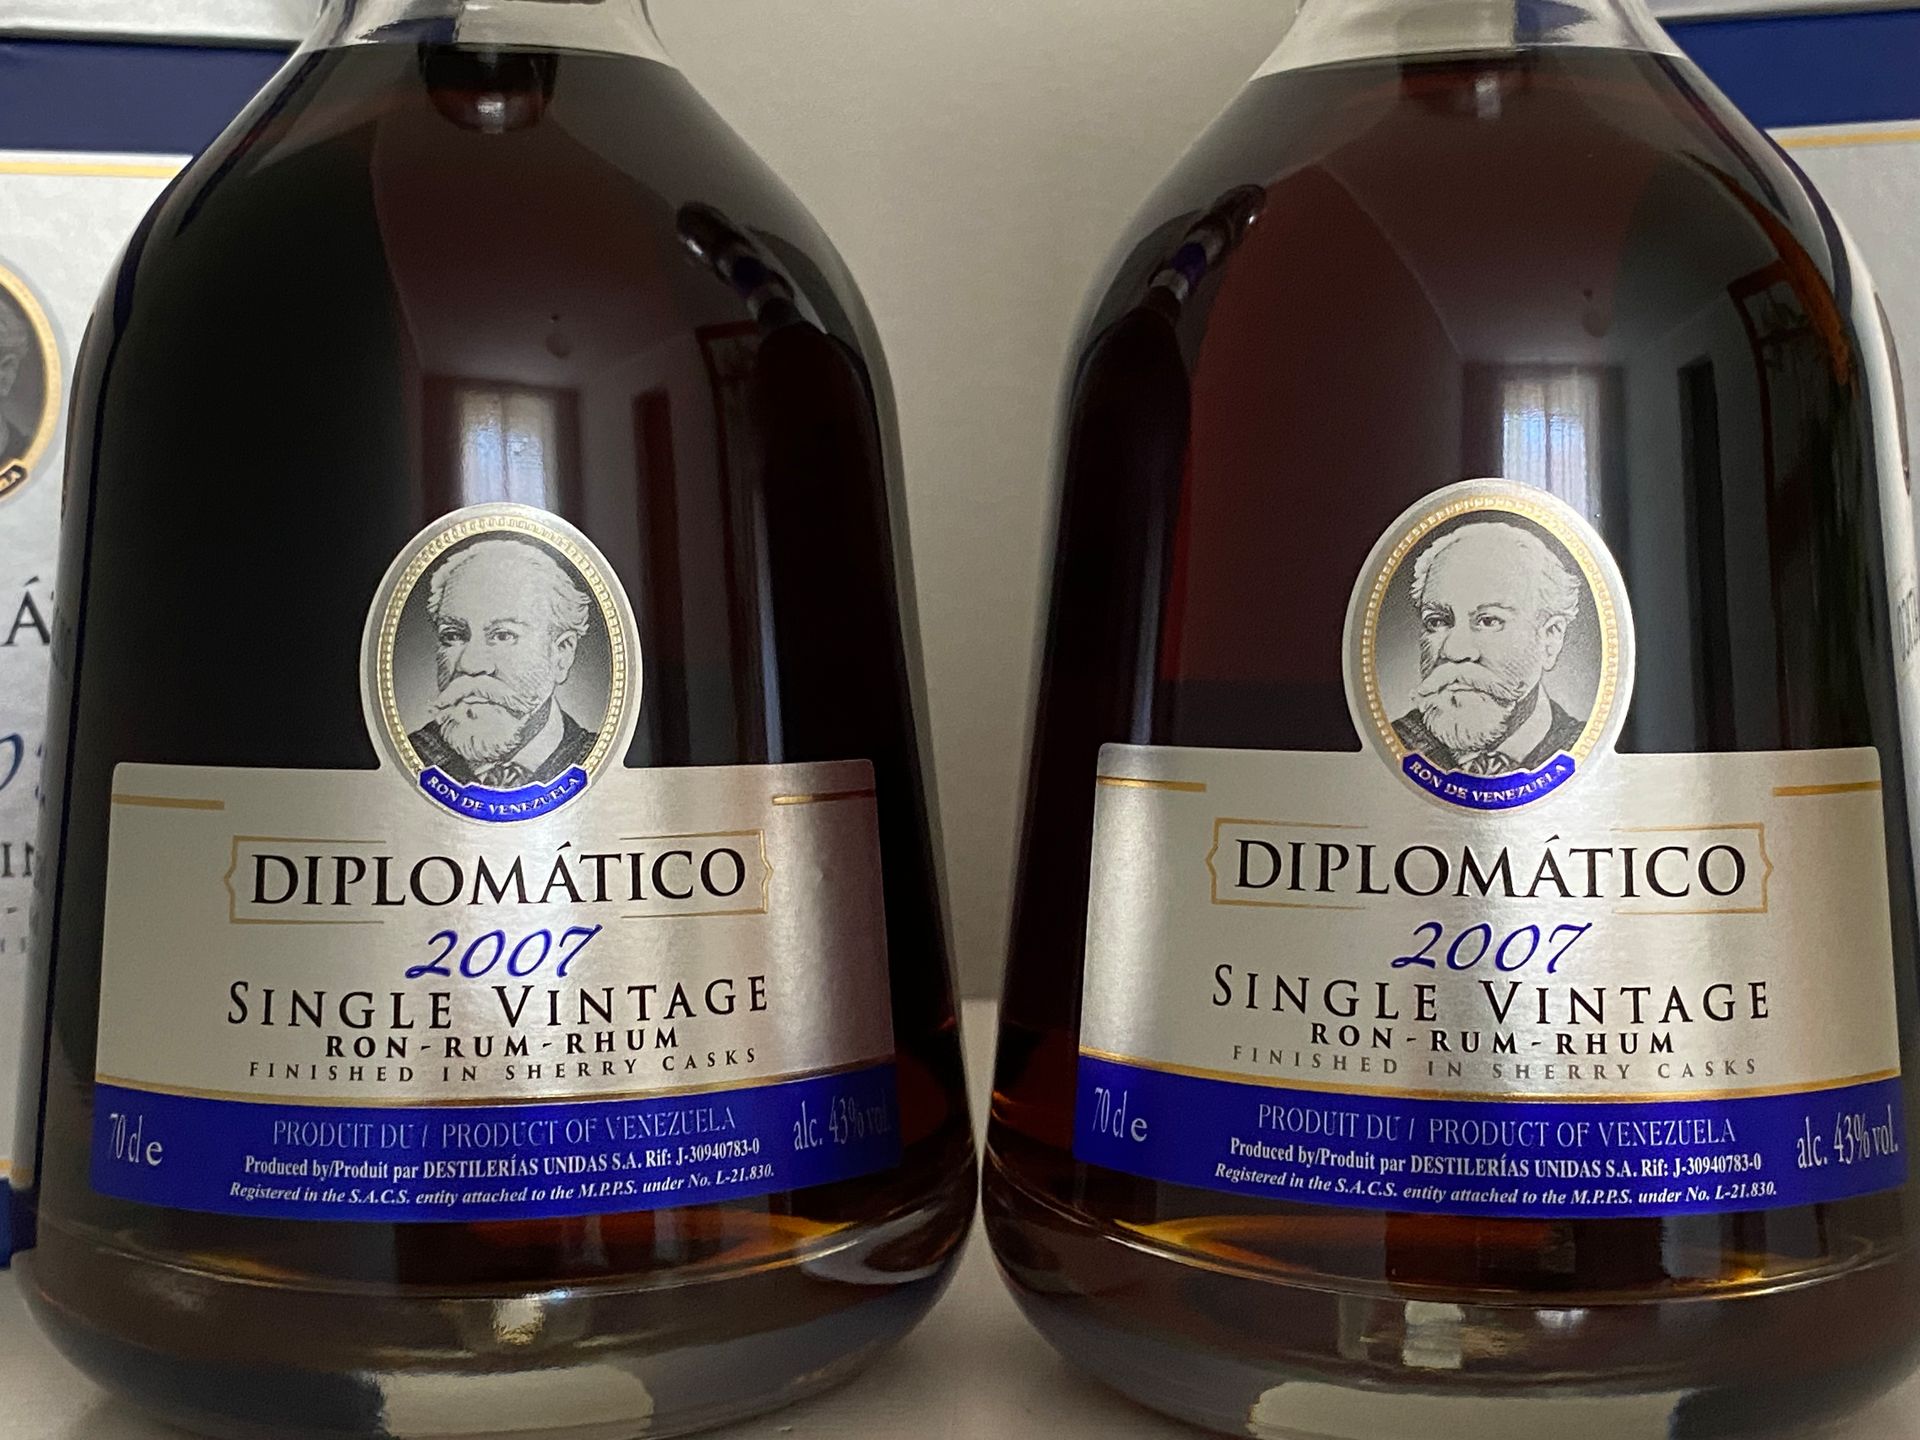 RON DE VENEZUELA
DIPLOMÁTICO
2007
SINGLE VINTAGE
RON-RUM-RHUM
FINISHED IN SHERRY CASKS
70cl e
PRODUIT DU / PRODUCT OF VENEZUELA
alc. 43% vol.
Produced by/Produit par DESTILERÍAS UNIDAS S.A. Rif: J-30940783-0
Registered in the S.A.C.S. entity attached to the M.P.P.S. under No. L-21.830.
RON DE VENEZUELA
DIPLOMÁTICO
2007
SINGLE VINTAGE
RON-RUM-RHUM
FINISHED IN SHERRY CASKS
70cl e
PRODUIT DU / PRODUCT OF VENEZUELA
alc. 43% vol.
Produced by/Produit par DESTILERÍAS UNIDAS S.A. Rif: J-30940783-0
Registered in the S.A.C.S. entity attached to the M.P.P.S. under No. L-21.830.